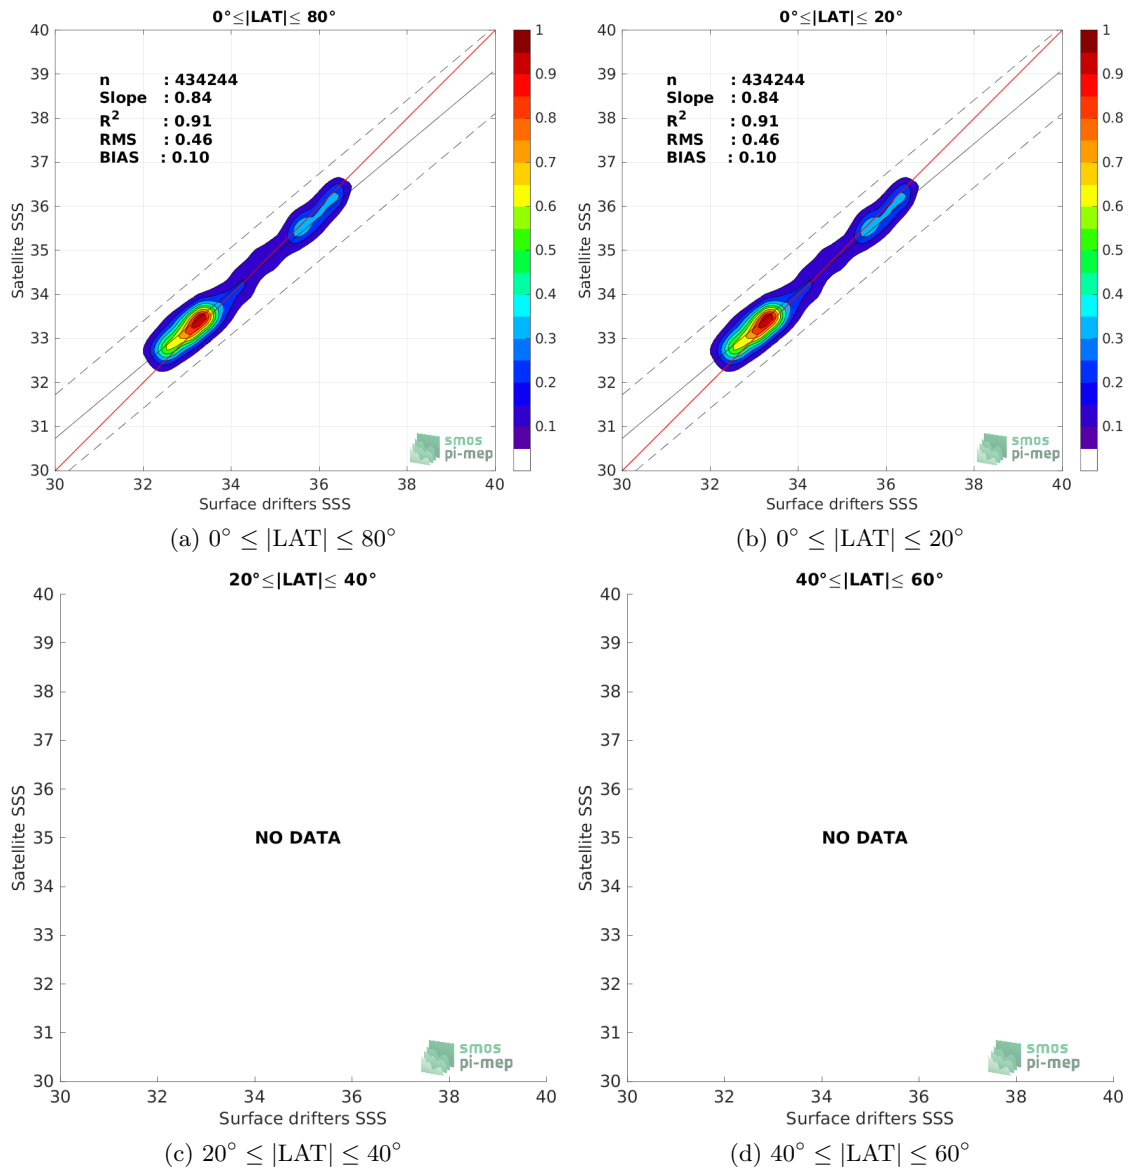 0°≤|LAT|≤ 80°
40
39
38
37
36
35
34
33
32
31
30
Satellite SSS
n : 434244
Slope : 0.84
R² : 0.91
RMS : 0.46
BIAS : 0.10
smos
pi-mep
30 32 34 36 38 40
Surface drifters SSS
1
0.9
0.8
0.7
0.6
0.5
0.4
0.3
0.2
0.1
(a) 0° ≤ |LAT| ≤ 80°
0°≤|LAT|≤ 20°
40
39
38
37
36
35
34
33
32
31
30
Satellite SSS
n : 434244
Slope : 0.84
R² : 0.91
RMS : 0.46
BIAS : 0.10
smos
pi-mep
30 32 34 36 38 40
Surface drifters SSS
1
0.9
0.8
0.7
0.6
0.5
0.4
0.3
0.2
0.1
(b) 0° ≤ |LAT| ≤ 20°
20°≤|LAT|≤ 40°
40
39
38
37
36
35
34
33
32
31
30
Satellite SSS
NO DATA
smos
pi-mep
30 32 34 36 38 40
Surface drifters SSS
(c) 20° ≤ |LAT| ≤ 40°
40°≤|LAT|≤ 60°
40
39
38
37
36
35
34
33
32
31
30
Satellite SSS
NO DATA
smos
pi-mep
30 32 34 36 38 40
Surface drifters SSS
(d) 40° ≤ |LAT| ≤ 60°